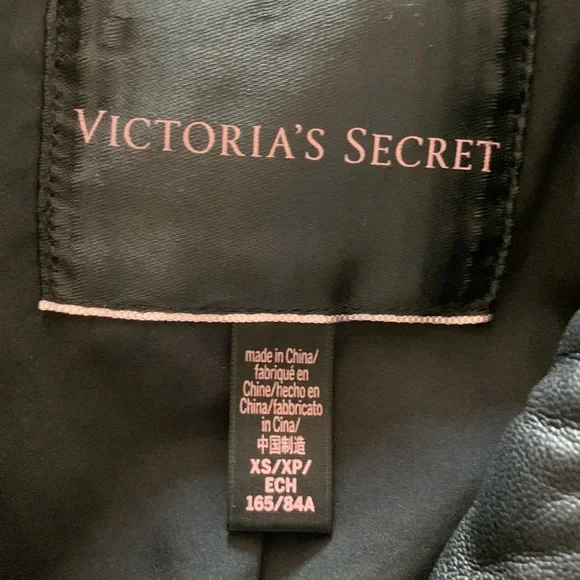 VICTORIA'S SECRET
made in China/
fabriqué en
Chine/hecho en
China/fabbricato
in Cina/
中国制造
XS/XP/
ECH
165/84A